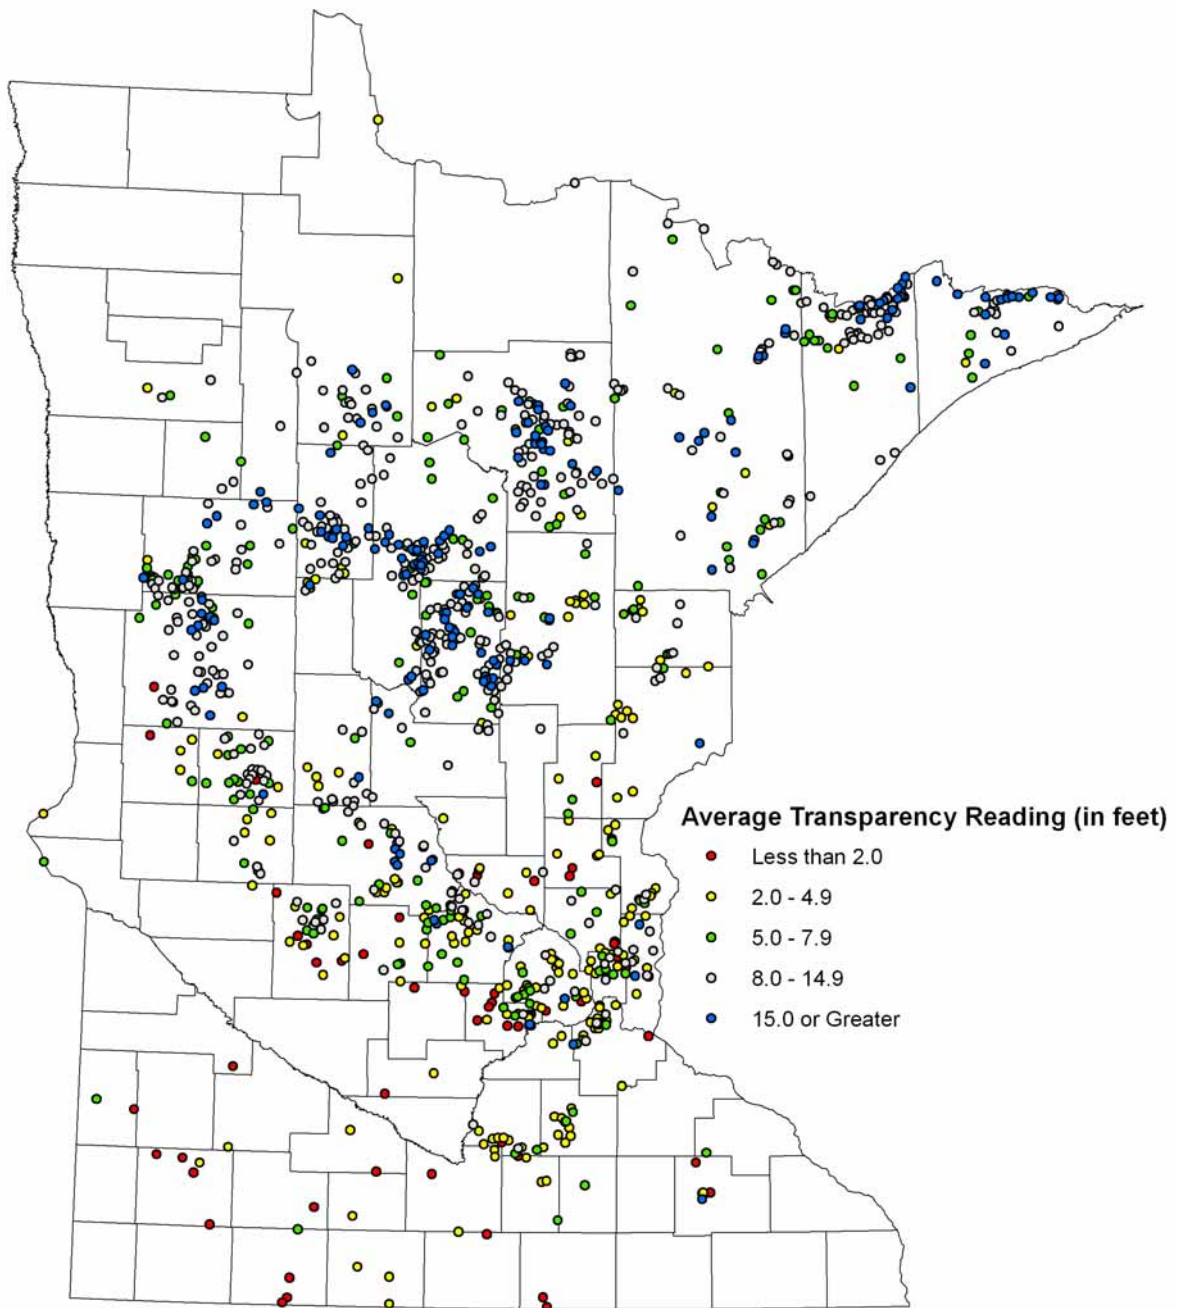 Average Transparency Reading (in feet)
Less than 2.0
2.0 - 4.9
5.0 - 7.9
8.0 - 14.9
15.0 or Greater